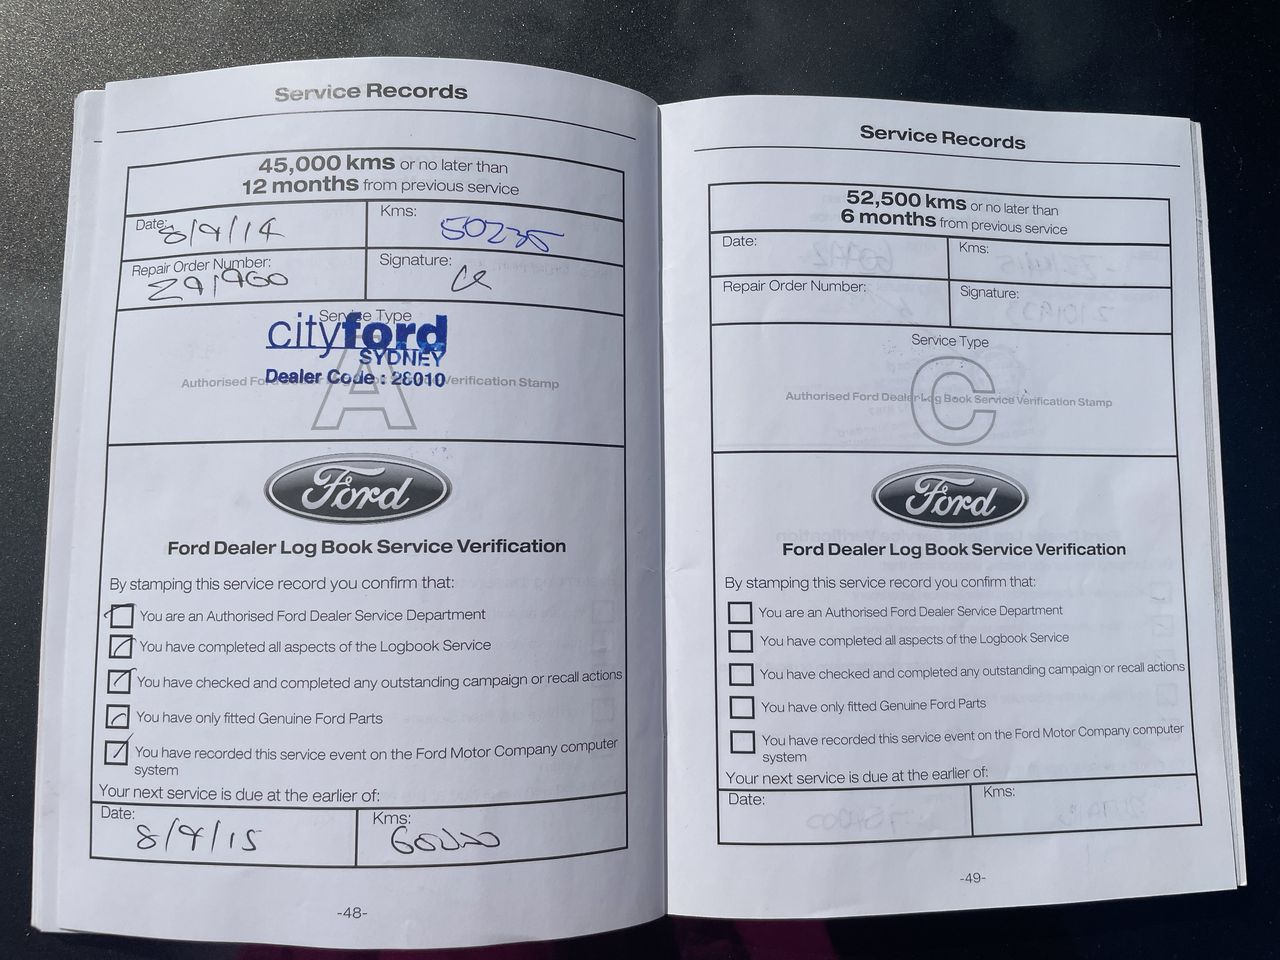 Service Records
45,000 kms or no later than
12 months from previous service
Date: 8/9/14
Kms: 50235
Repair Order Number: 291960
Signature:
Service Type
cityford
SYDNEY
Dealer Code : 28010
Authorised Ford Dealer Log Book Service Verification Stamp
A
Ford
Ford Dealer Log Book Service Verification
By stamping this service record you confirm that:
You are an Authorised Ford Dealer Service Department
You have completed all aspects of the Logbook Service
You have checked and completed any outstanding campaign or recall actions
You have only fitted Genuine Ford Parts
You have recorded this service event on the Ford Motor Company computer
system
Your next service is due at the earlier of:
Date: 8/9/15
Kms: 60000
-48-
Service Records
52,500 kms or no later than
6 months from previous service
Date:
Kms:
Repair Order Number:
Signature:
Service Type
Authorised Ford Dealer Log Book Service Verification Stamp
C
Ford
Ford Dealer Log Book Service Verification
By stamping this service record you confirm that:
You are an Authorised Ford Dealer Service Department
You have completed all aspects of the Logbook Service
You have checked and completed any outstanding campaign or recall actions
You have only fitted Genuine Ford Parts
You have recorded this service event on the Ford Motor Company computer
system
Your next service is due at the earlier of:
Date:
Kms:
-49-